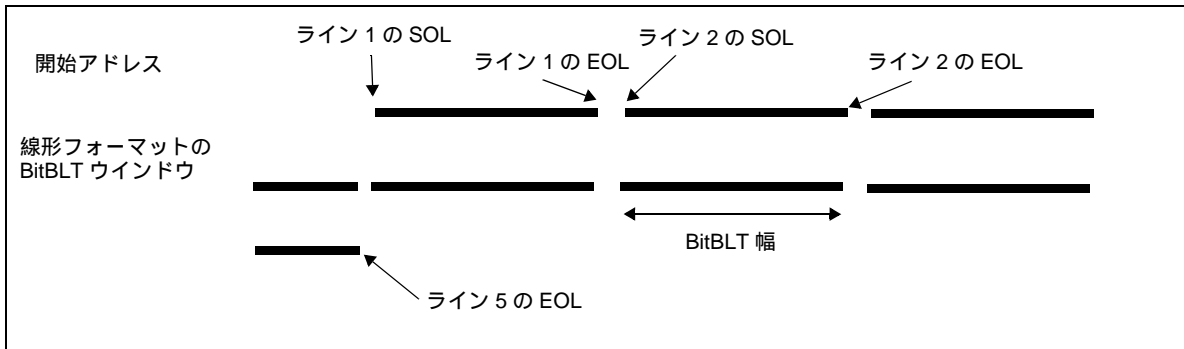 ライン 1 の SOL
ライン 2 の SOL
開始アドレス
ライン 1 の EOL
ライン 2 の EOL
線形フォーマットの
BitBLT ウインドウ
BitBLT 幅
ライン 5 の EOL